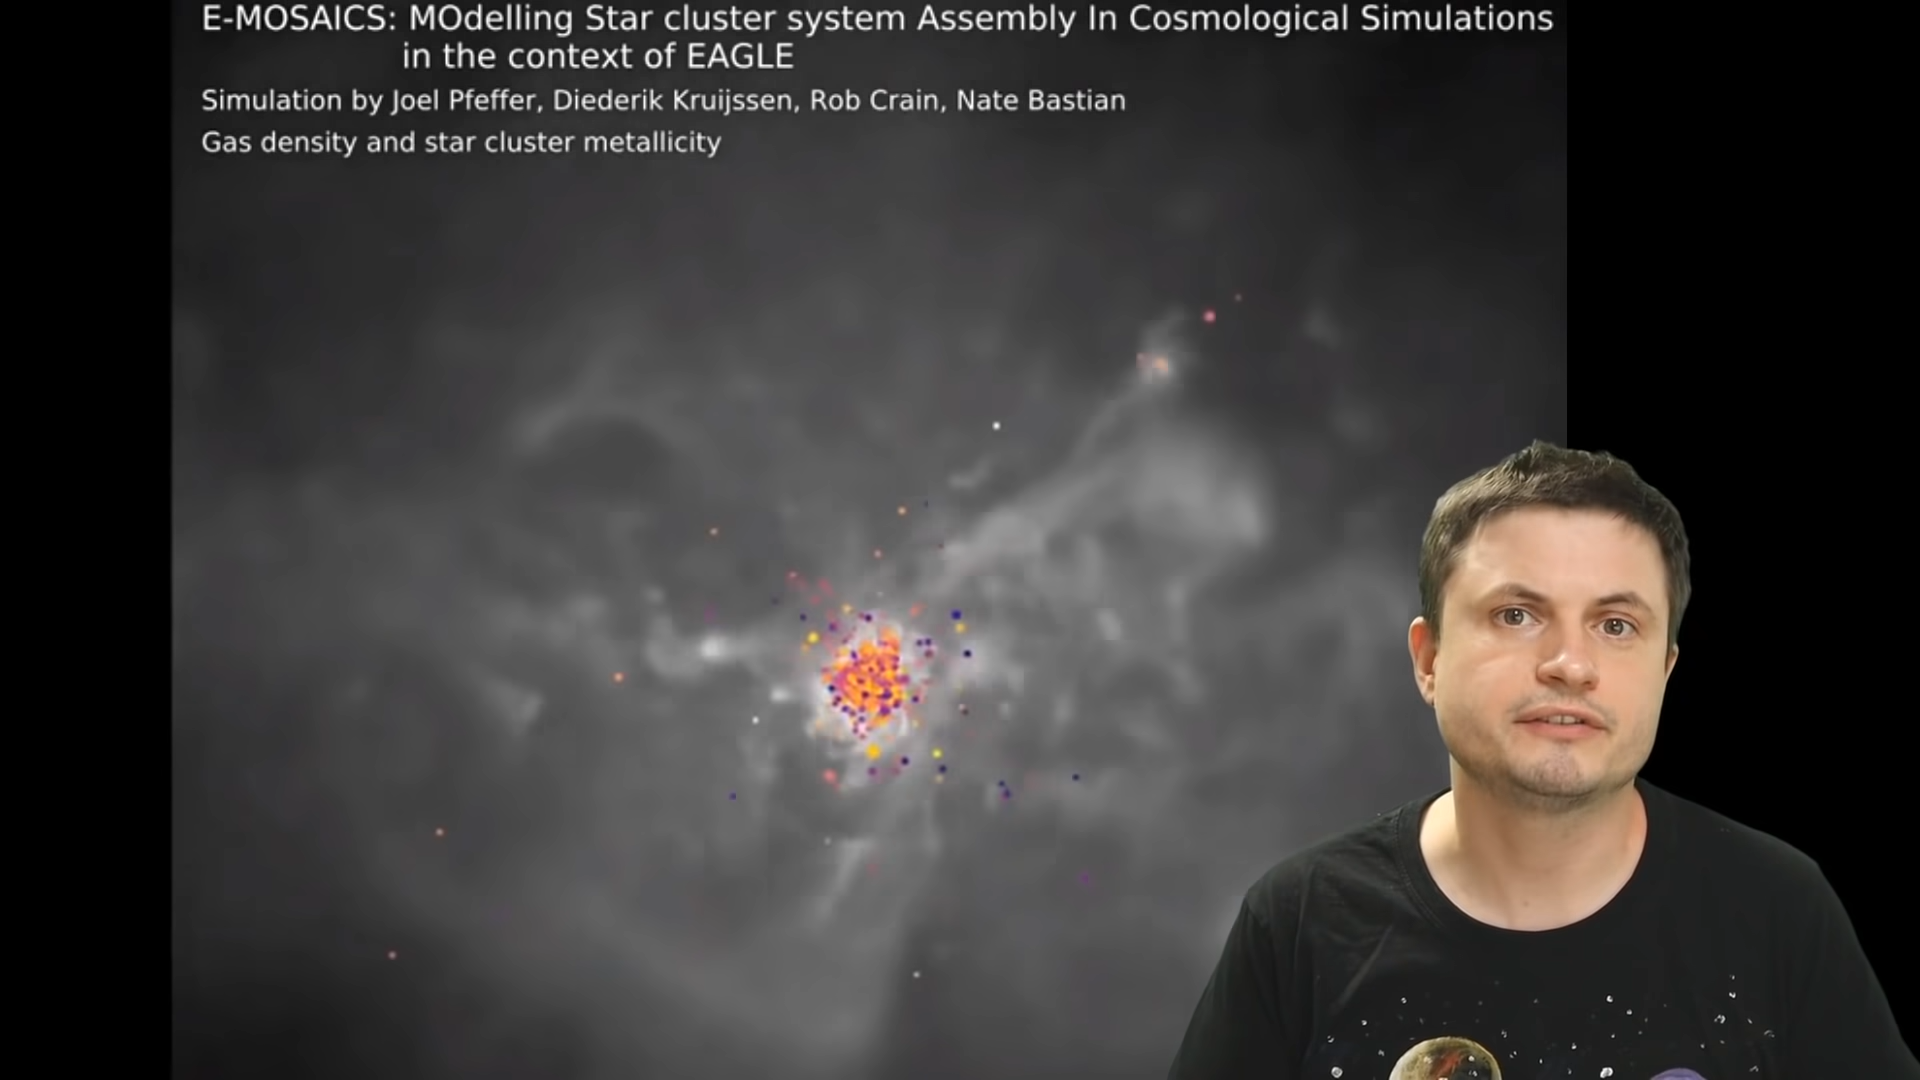 E-MOSAICS: MOdelling Star cluster system Assembly In Cosmological Simulations
in the context of EAGLE
Simulation by Joel Pfeffer, Diederik Kruijssen, Rob Crain, Nate Bastian
Gas density and star cluster metallicity